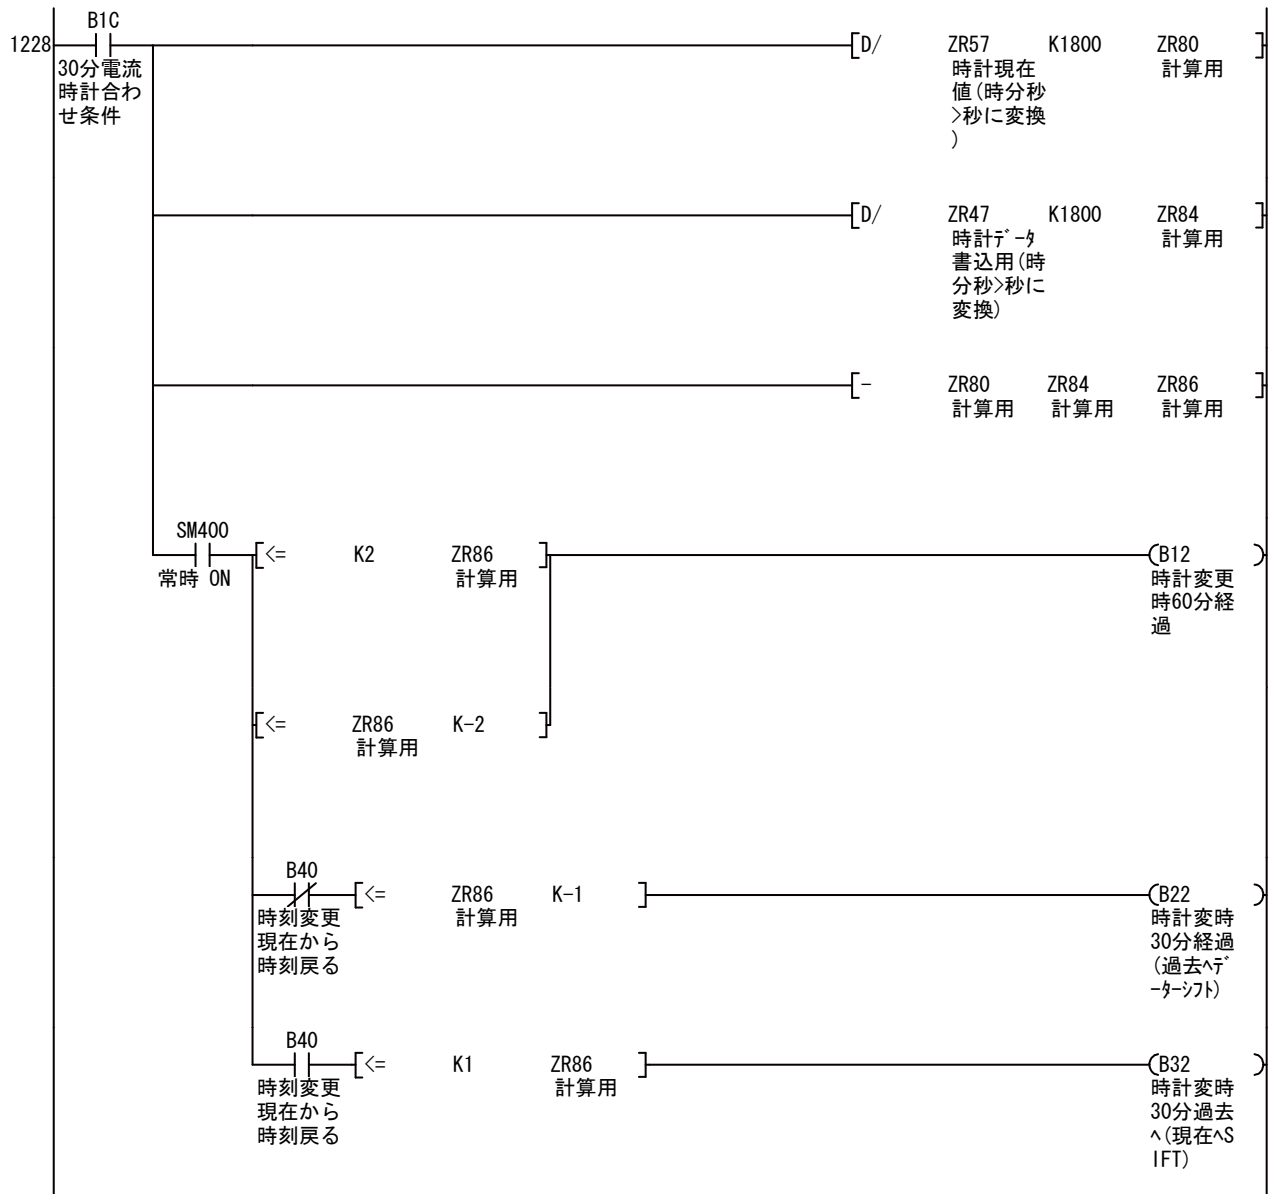 B1C
1228
30分電流
時計合わ
せ条件
[D/ ZR57 K1800 ZR80 ]
時計現在
値(時分秒
>秒に変換
)
計算用
[D/ ZR47 K1800 ZR84 ]
時計ﾃﾞｰﾀ
書込用(時
分秒>秒に
変換)
計算用
[- ZR80 ZR84 ZR86 ]
計算用 計算用 計算用
SM400
常時 ON
[<= K2 ZR86 ]
計算用
(B12 )
時計変更
時60分経
過
[<= ZR86 K-2 ]
計算用
B40
時刻変更
現在から
時刻戻る
[<= ZR86 K-1 ]
計算用
(B22 )
時計変時
30分経過
(過去へﾃﾞ
ｰﾀｰｼﾌﾄ)
B40
時刻変更
現在から
時刻戻る
[<= K1 ZR86 ]
計算用
(B32 )
時計変時
30分過去
へ(現在へS
IFT)